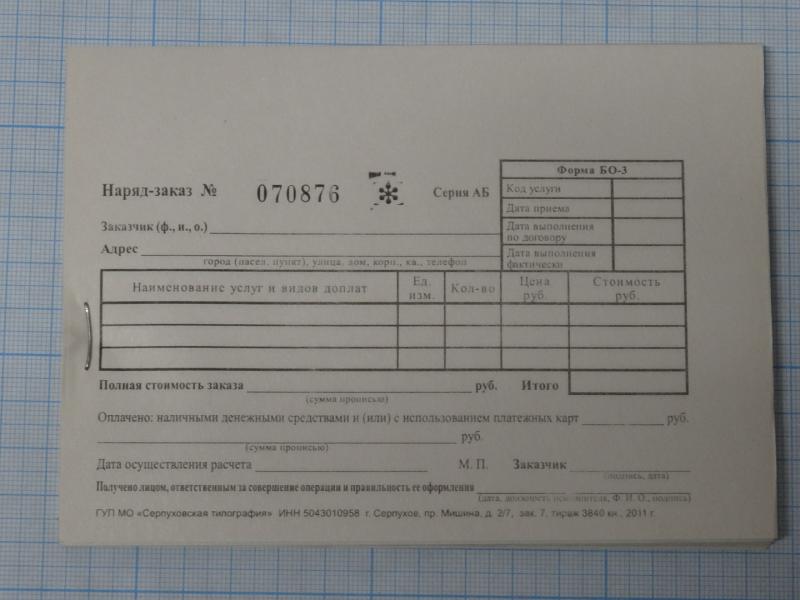 Форма БО-3
Наряд-заказ № 070876 Серия АБ
Код услуги
Дата приема
Заказчик (ф., и., о.)
Дата выполнения
по договору
Адрес
Дата выполнения
фактически
город (насел. пункт), улица, дом, корп., кв., телефон
Наименование услуг и видов доплат
Ед.
изм.
Кол-во
Цена
руб.
Стоимость
руб.
Полная стоимость заказа руб. Итого
(сумма прописью)
Оплачено: наличными денежными средствами и (или) с использованием платежных карт руб.
руб.
(сумма прописью)
Дата осуществления расчета М. П. Заказчик
(подпись, дата)
Получено лицом, ответственным за совершение операции и правильность ее оформления
(дата, должность исполнителя, Ф. И. О., подпись)
ГУП МО «Серпуховская типография» ИНН 5043010958 г. Серпухов, пр. Мишина, д. 2/7, зак. 7, тираж 3840 кн., 2011 г.